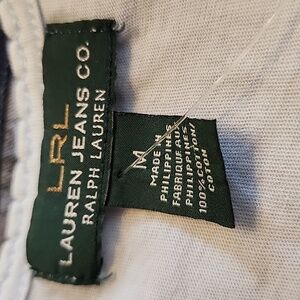 LRL
LAUREN JEANS CO.
RALPH LAUREN
M
MADE IN
PHILIPPINES
FABRIQUE AUX
PHILIPPINES
100% COTTON/
COTON